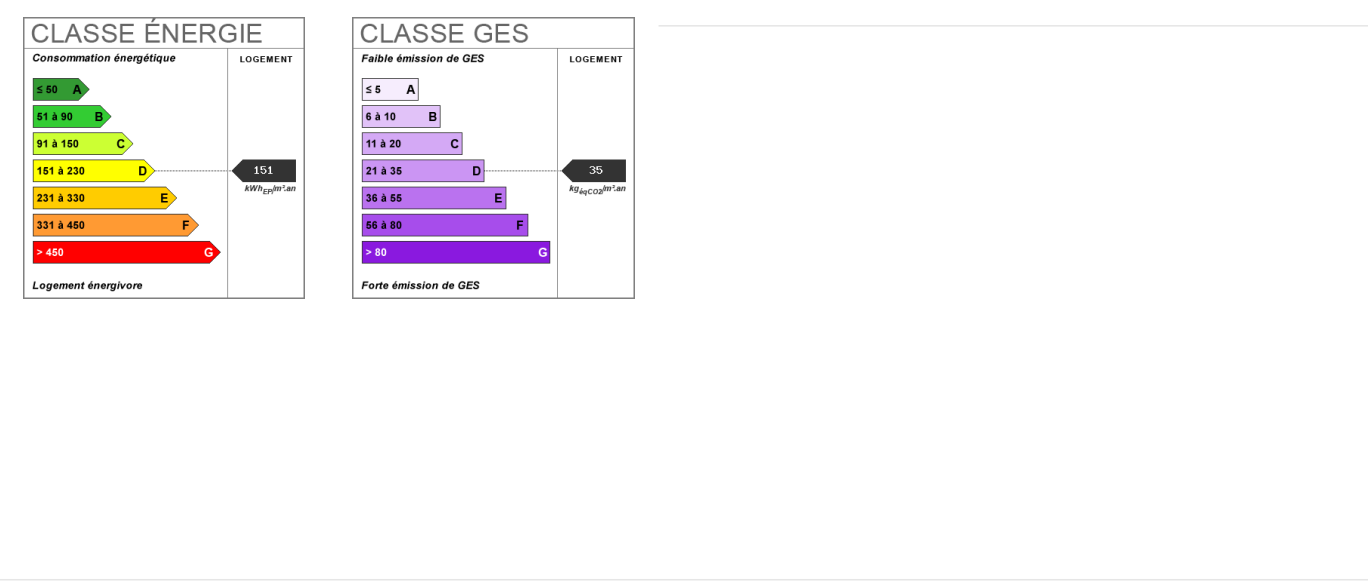 CLASSE ÉNERGIE
Consommation énergétique
LOGEMENT
≤ 50 A
51 à 90 B
91 à 150 C
151 à 230 D
151
kWhEP/m².an
231 à 330 E
331 à 450 F
> 450 G
Logement énergivore
CLASSE GES
Faible émission de GES
LOGEMENT
≤ 5 A
6 à 10 B
11 à 20 C
21 à 35 D
35
kgéqCO2/m².an
36 à 55 E
56 à 80 F
> 80 G
Forte émission de GES